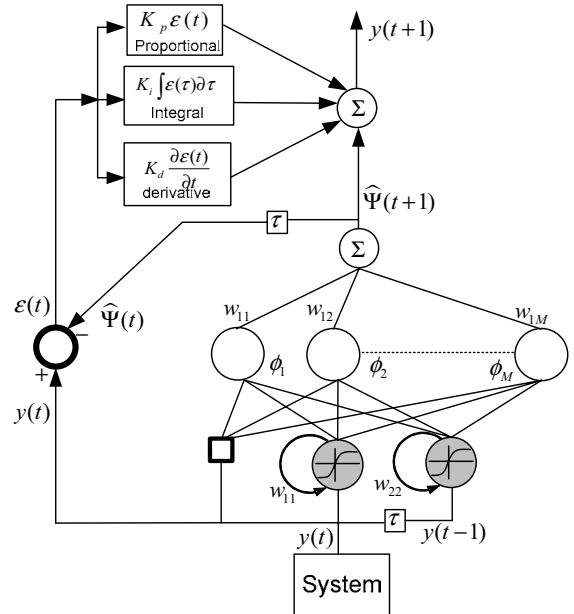 K_p ε(t)
Proportional
y(t+1)
K_i ∫ε(τ)∂τ
Integral
Σ
K_d ∂ε(t)/∂t
derivative
τ
Ψ̂(t+1)
Σ
ε(t)
−
Ψ̂(t)
w_11
w_12
w_1M
+
ϕ_1
ϕ_2
ϕ_M
y(t)
w_11
w_22
τ
y(t)
y(t−1)
System